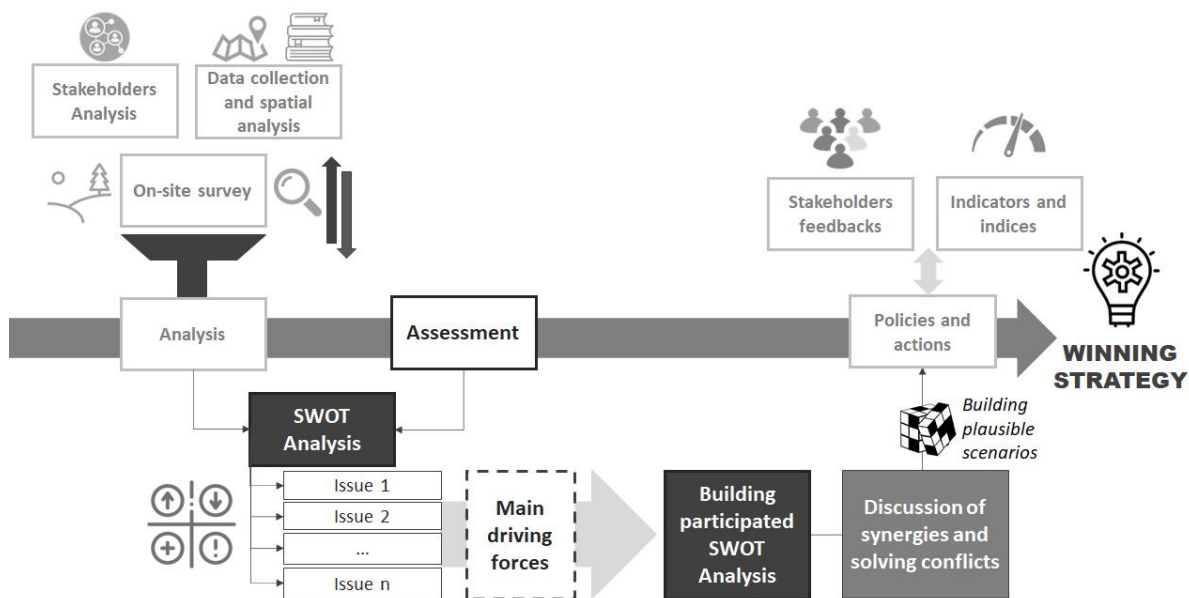 Stakeholders
Analysis
Data collection
and spatial
analysis
On-site survey
Stakeholders
feedbacks
Indicators and
indices
Analysis
Assessment
Policies and
actions
WINNING
STRATEGY
SWOT
Analysis
Building
plausible
scenarios
Issue 1
Issue 2
...
Issue n
Main
driving
forces
Building
participated
SWOT
Analysis
Discussion of
synergies and
solving conflicts